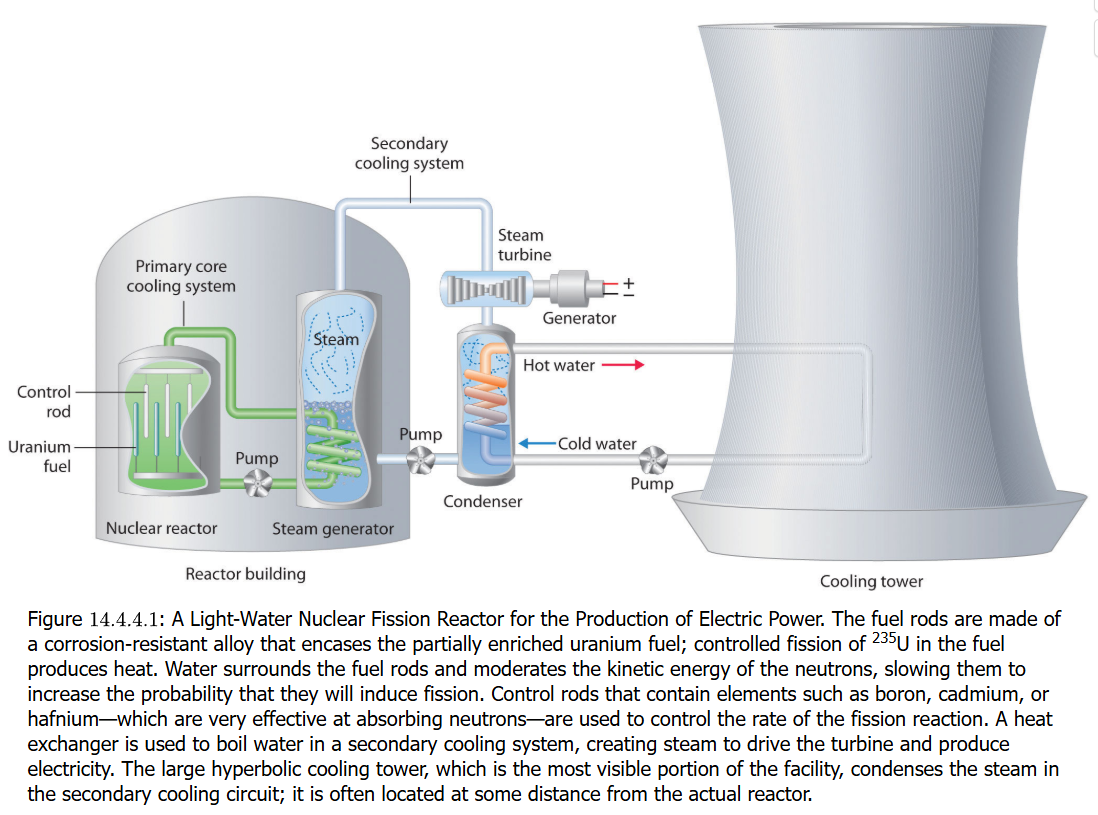 Secondary
cooling system
Steam
turbine
Primary core
cooling system
+
−
Generator
Steam
Hot water
Control
rod
Cold water
Uranium
fuel
Pump
Pump
Pump
Condenser
Nuclear reactor
Steam generator
Reactor building
Cooling tower
Figure 14.4.4.1: A Light-Water Nuclear Fission Reactor for the Production of Electric Power. The fuel rods are made of
a corrosion-resistant alloy that encases the partially enriched uranium fuel; controlled fission of ²³⁵U in the fuel
produces heat. Water surrounds the fuel rods and moderates the kinetic energy of the neutrons, slowing them to
increase the probability that they will induce fission. Control rods that contain elements such as boron, cadmium, or
hafnium—which are very effective at absorbing neutrons—are used to control the rate of the fission reaction. A heat
exchanger is used to boil water in a secondary cooling system, creating steam to drive the turbine and produce
electricity. The large hyperbolic cooling tower, which is the most visible portion of the facility, condenses the steam in
the secondary cooling circuit; it is often located at some distance from the actual reactor.